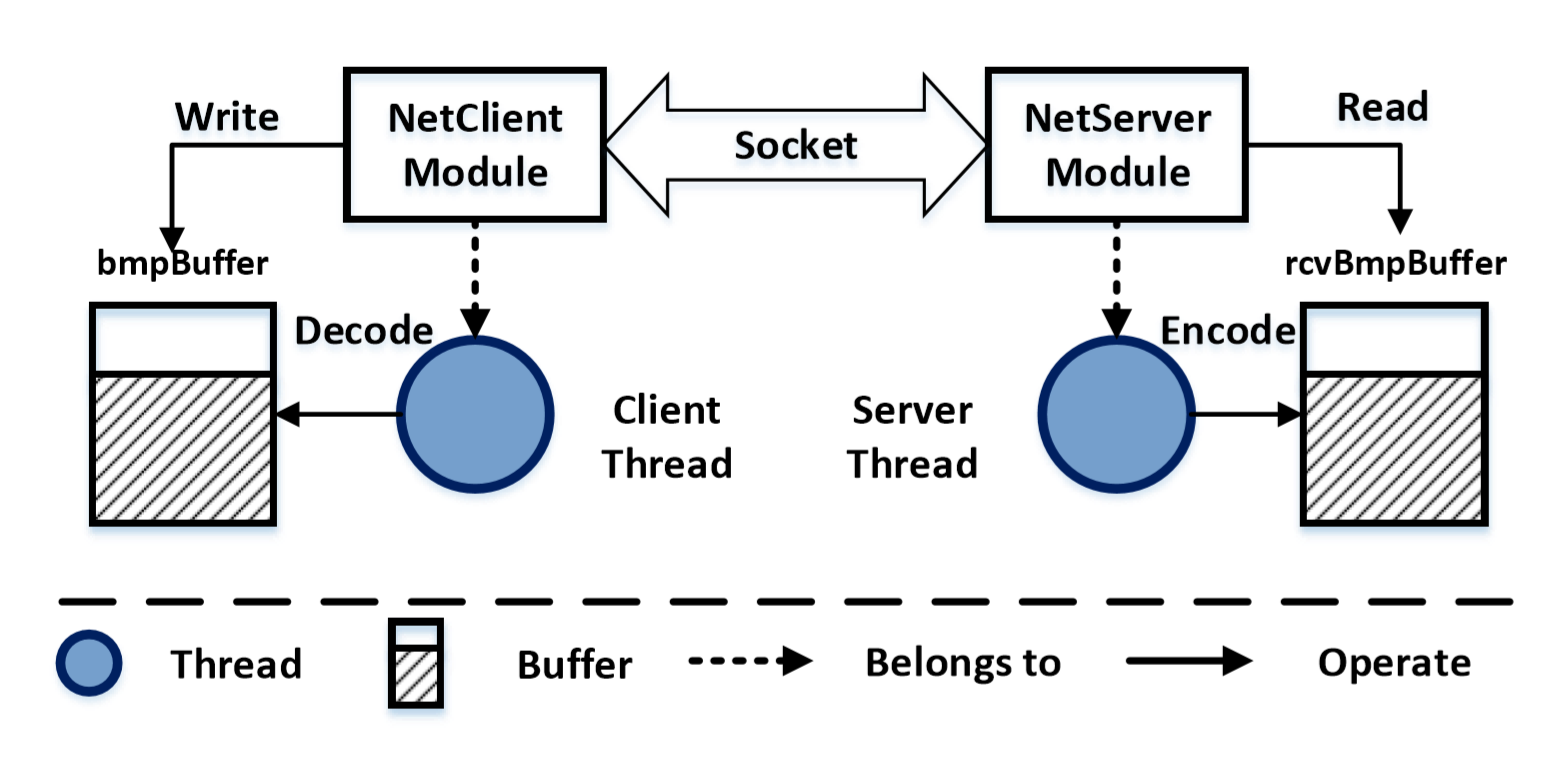 Write
NetClient
Module
Socket
NetServer
Module
Read
bmpBuffer
rcvBmpBuffer
Decode
Encode
Client
Thread
Server
Thread
Thread
Buffer
Belongs to
Operate